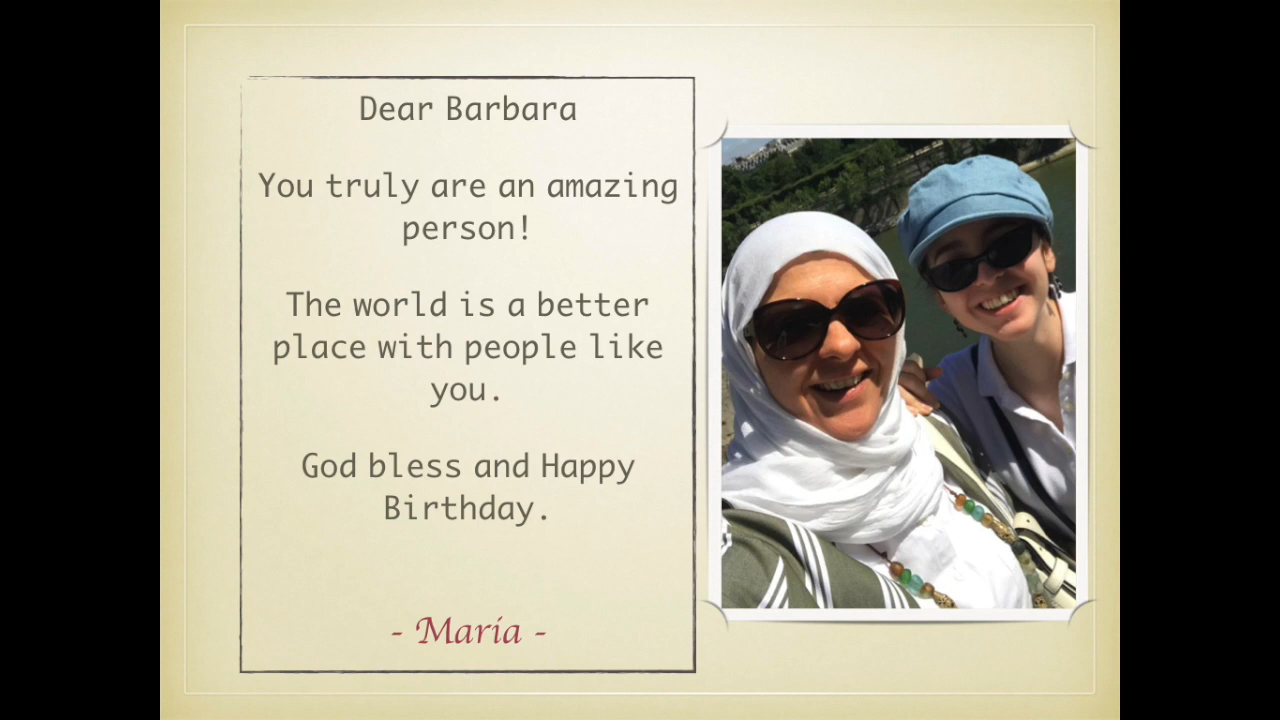 Dear Barbara
You truly are an amazing
person!
The world is a better
place with people like
you.
God bless and Happy
Birthday.
- Maria -